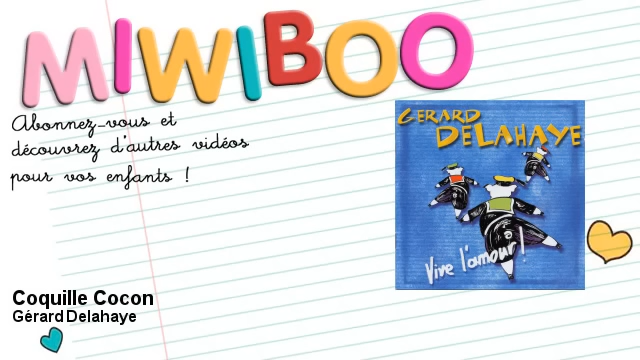 MIWIBOO
Abonnez-vous et
découvrez d'autres vidéos
pour vos enfants !
GERARD
DELAHAYE
Vive l'amour !
Coquille Cocon
Gérard Delahaye